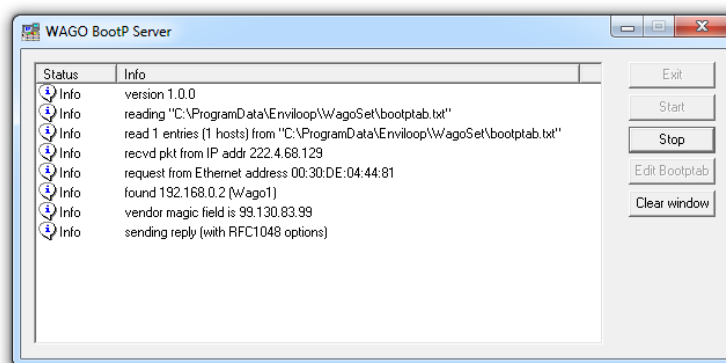 WAGO BootP Server
Status Info
Info version 1.0.0
Info reading "C:\ProgramData\Enviloop\WagoSet\bootptab.txt"
Info read 1 entries (1 hosts) from "C:\ProgramData\Enviloop\WagoSet\bootptab.txt"
Info recvd pkt from IP addr 222.4.68.129
Info request from Ethernet address 00:30:DE:04:44:81
Info found 192.168.0.2 (Wago1)
Info vendor magic field is 99.130.83.99
Info sending reply (with RFC1048 options)
Exit
Start
Stop
Edit Bootptab
Clear window